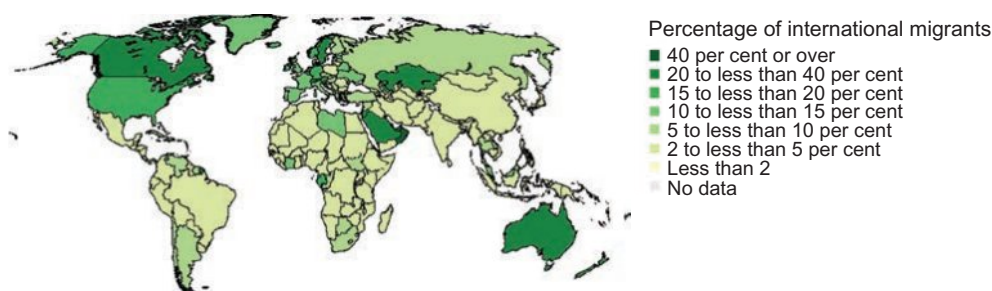 Percentage of international migrants
40 per cent or over
20 to less than 40 per cent
15 to less than 20 per cent
10 to less than 15 per cent
5 to less than 10 per cent
2 to less than 5 per cent
Less than 2
No data